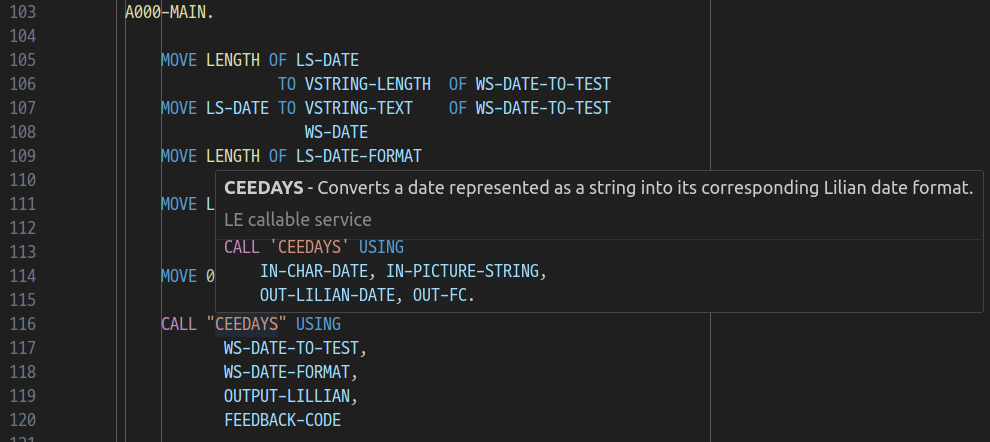 103 A000-MAIN.
104
105 MOVE LENGTH OF LS-DATE
106 TO VSTRING-LENGTH OF WS-DATE-TO-TEST
107 MOVE LS-DATE TO VSTRING-TEXT OF WS-DATE-TO-TEST
108 WS-DATE
109 MOVE LENGTH OF LS-DATE-FORMAT
110
CEEDAYS - Converts a date represented as a string into its corresponding Lilian date format.
111 MOVE L
LE callable service
112
113
CALL 'CEEDAYS' USING
114 MOVE 0
IN-CHAR-DATE, IN-PICTURE-STRING,
115
OUT-LILIAN-DATE, OUT-FC.
116 CALL "CEEDAYS" USING
117 WS-DATE-TO-TEST,
118 WS-DATE-FORMAT,
119 OUTPUT-LILLIAN,
120 FEEDBACK-CODE